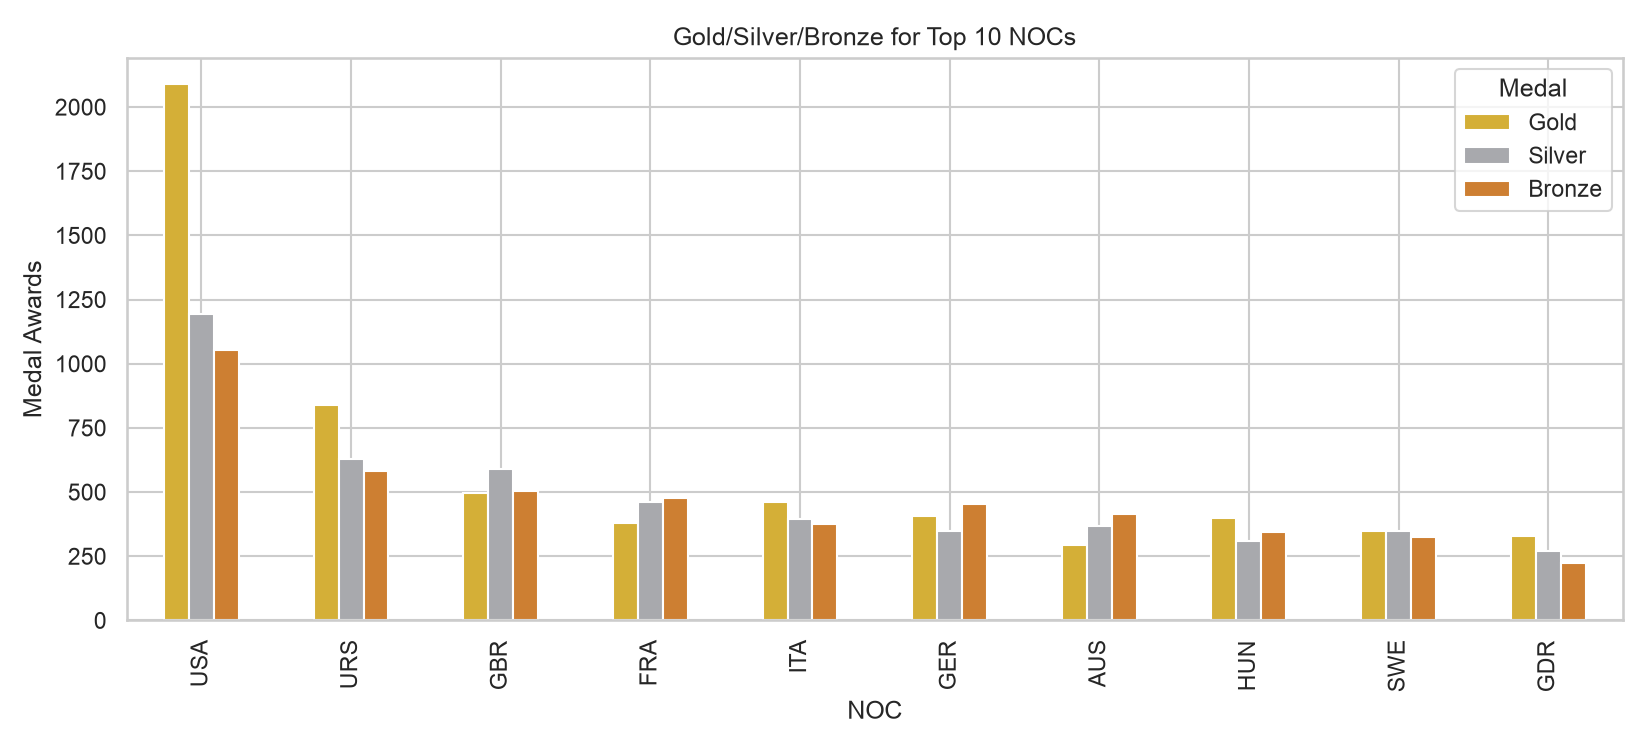 Gold/Silver/Bronze for Top 10 NOCs
Medal
Gold
Silver
Bronze
Medal Awards
2000
1750
1500
1250
1000
750
500
250
0
USA
URS
GBR
FRA
ITA
GER
AUS
HUN
SWE
GDR
NOC